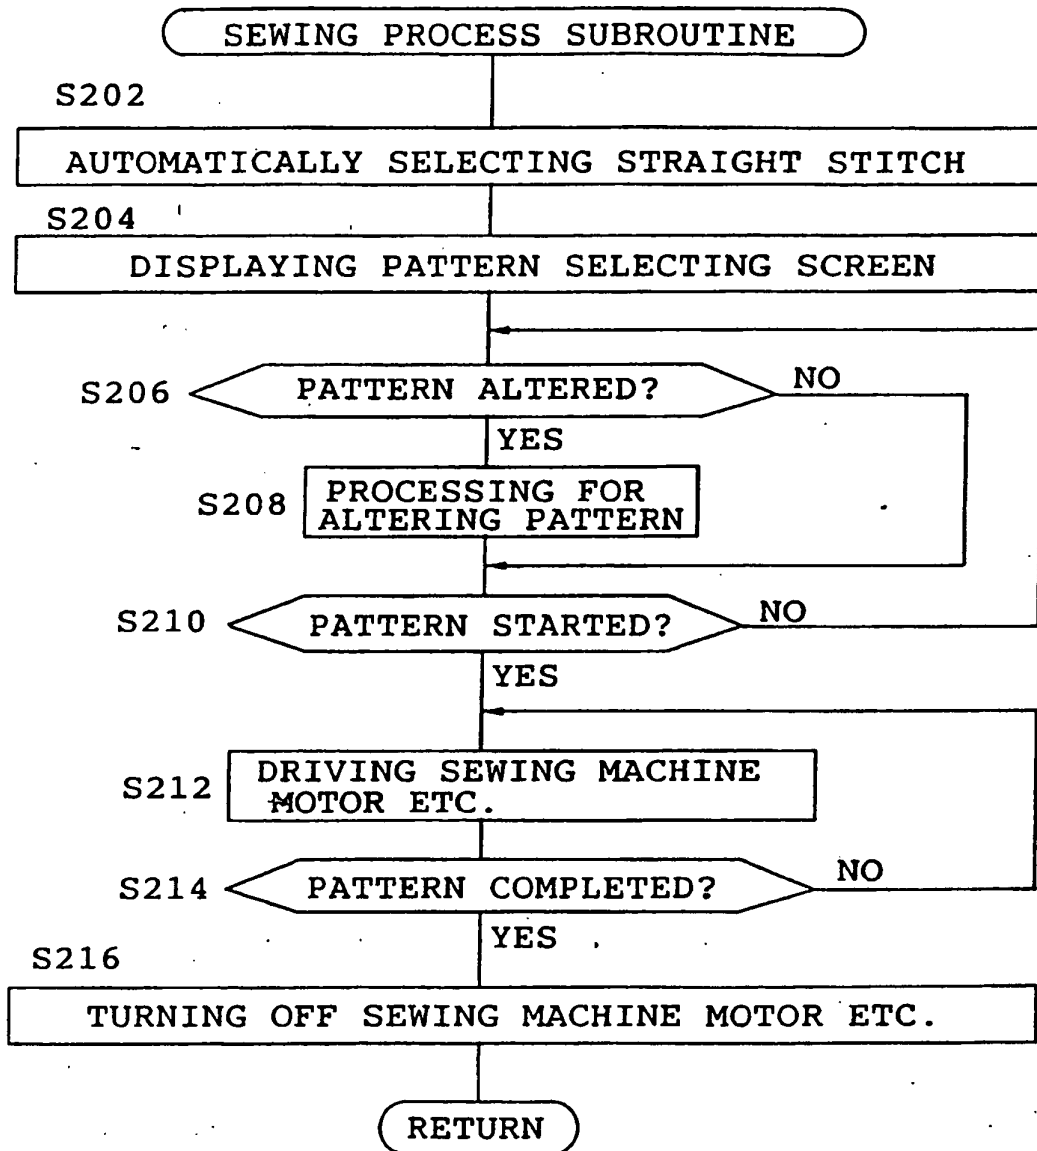 SEWING PROCESS SUBROUTINE
S202
AUTOMATICALLY SELECTING STRAIGHT STITCH
S204
DISPLAYING PATTERN SELECTING SCREEN
S206
PATTERN ALTERED?
NO
YES
S208
PROCESSING FOR
ALTERING PATTERN
S210
PATTERN STARTED?
NO
YES
S212
DRIVING SEWING MACHINE
MOTOR ETC.
S214
PATTERN COMPLETED?
NO
YES
S216
TURNING OFF SEWING MACHINE MOTOR ETC.
RETURN